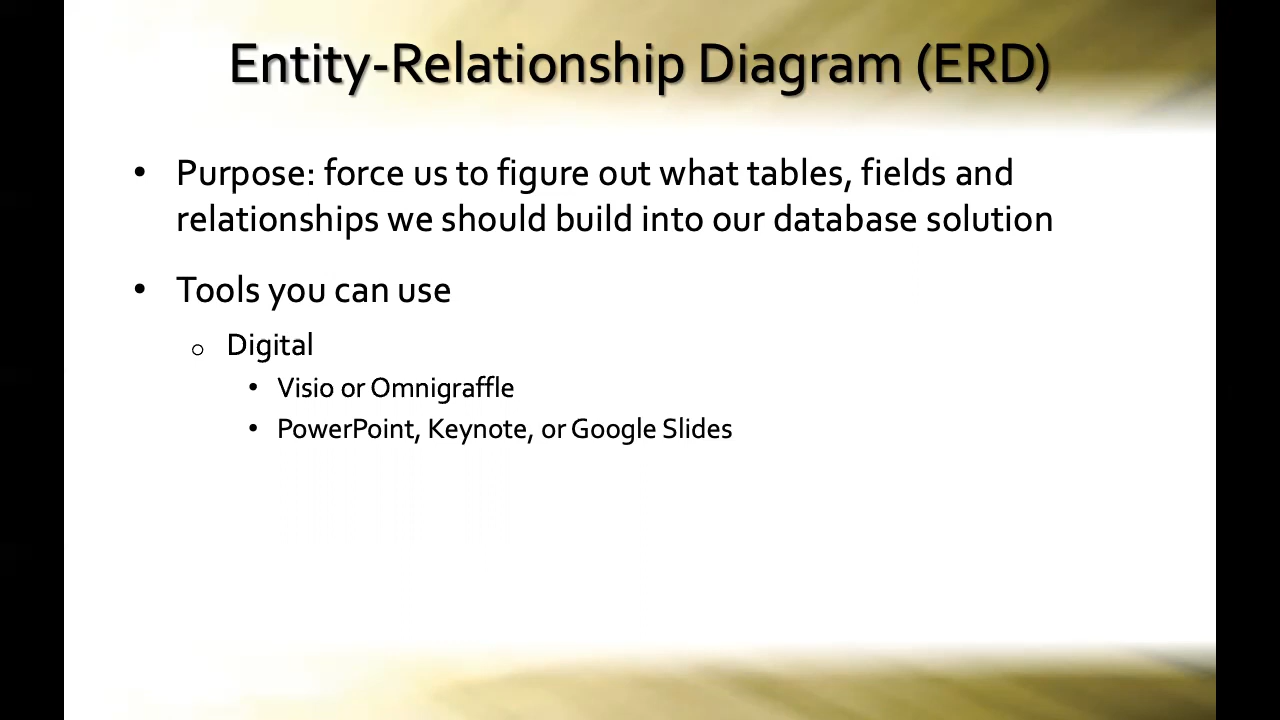 Entity-Relationship Diagram (ERD)
• Purpose: force us to figure out what tables, fields and
relationships we should build into our database solution
• Tools you can use
o Digital
• Visio or Omnigraffle
• PowerPoint, Keynote, or Google Slides